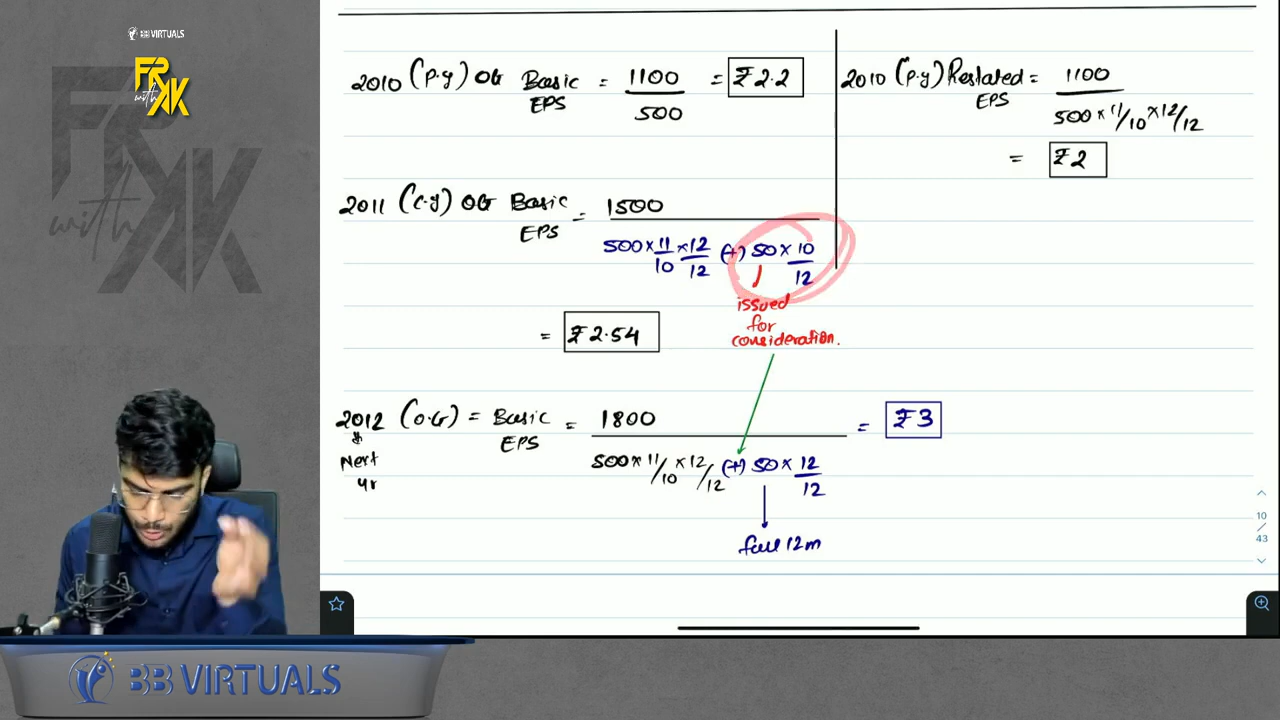 BB VIRTUALS
FR
with
AK
FR
with
AK
2010 (P.y) OG Basic EPS = 1100 / 500 = ₹2.2
2010 (P.y) Restated EPS = 1100 / 500 × 11/10 × 12/12
= ₹2
2011 (C.y) OG Basic EPS = 1500 / 500 × 11/10 × 12/12 (+) 50 × 10/12
issued
for
consideration.
= ₹2.54
2012 (O.G) = Basic EPS = 1800 / 500 × 11/10 × 12/12 (+) 50 × 12/12 = ₹3
Next
yr
full 12m
10
/
43
BB VIRTUALS